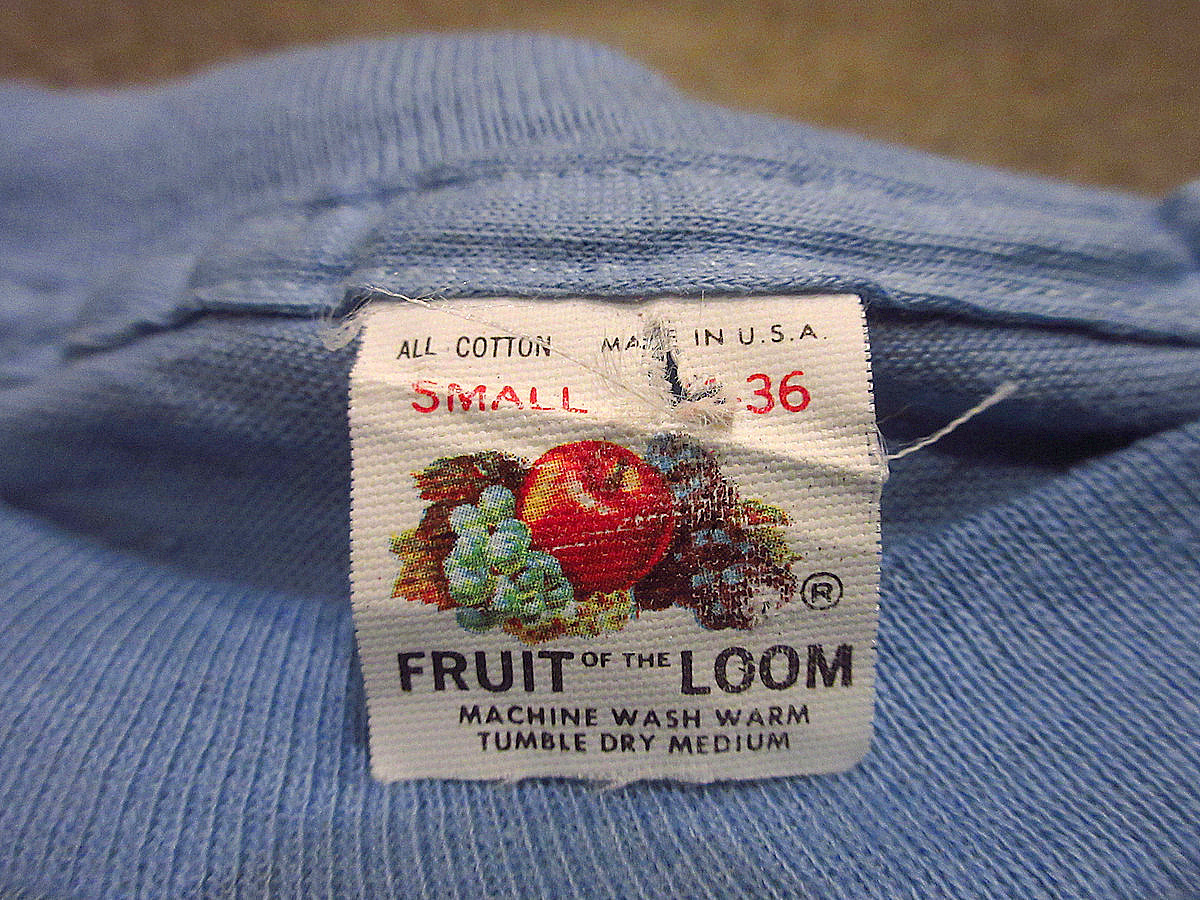 ALL COTTON IN U.S.A.
SMALL 36
®
FRUIT OF THE LOOM
MACHINE WASH WARM
TUMBLE DRY MEDIUM